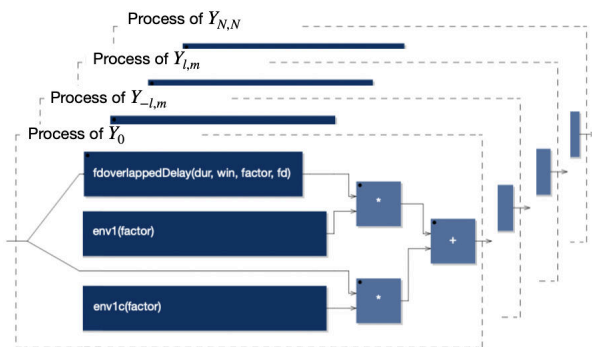 Process of Y_{N,N}
Process of Y_{l,m}
Process of Y_{-l,m}
Process of Y_0
fdoverlappedDelay(dur, win, factor, fd)
*
env1(factor)
+
*
env1c(factor)